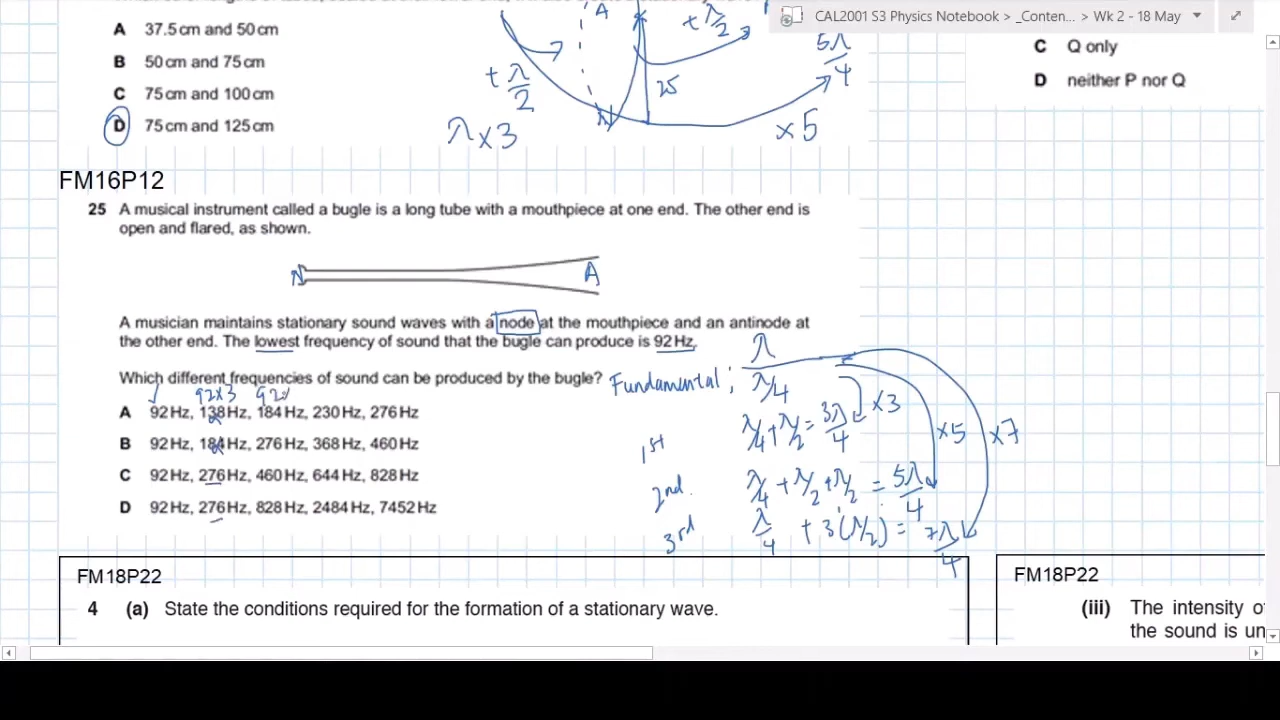 CAL2001 S3 Physics Notebook > _Conten... > Wk 2 - 18 May
A 37.5 cm and 50 cm
B 50 cm and 75 cm
C 75 cm and 100 cm
D 75 cm and 125 cm
A
+ λ/2
λ x3
25
+ λ/2
5λ/4
x5
C Q only
D neither P nor Q
FM16P12
25 A musical instrument called a bugle is a long tube with a mouthpiece at one end. The other end is
open and flared, as shown.
N A
A musician maintains stationary sound waves with a node at the mouthpiece and an antinode at
the other end. The lowest frequency of sound that the bugle can produce is 92 Hz.
Which different frequencies of sound can be produced by the bugle?
92x3 92x
A 92 Hz, 138 Hz, 184 Hz, 230 Hz, 276 Hz
B 92 Hz, 184 Hz, 276 Hz, 368 Hz, 460 Hz
C 92 Hz, 276 Hz, 460 Hz, 644 Hz, 828 Hz
D 92 Hz, 276 Hz, 828 Hz, 2484 Hz, 7452 Hz
λ
Fundamental; λ/4
x3
1st λ/4 + λ/2 = 3λ/4
x5 x7
2nd λ/4 + λ/2 + λ/2 = 5λ/4
3rd λ/4 + 3(λ/2) = 7λ/4
FM18P22
4 (a) State the conditions required for the formation of a stationary wave.
FM18P22
(iii) The intensity o
the sound is un